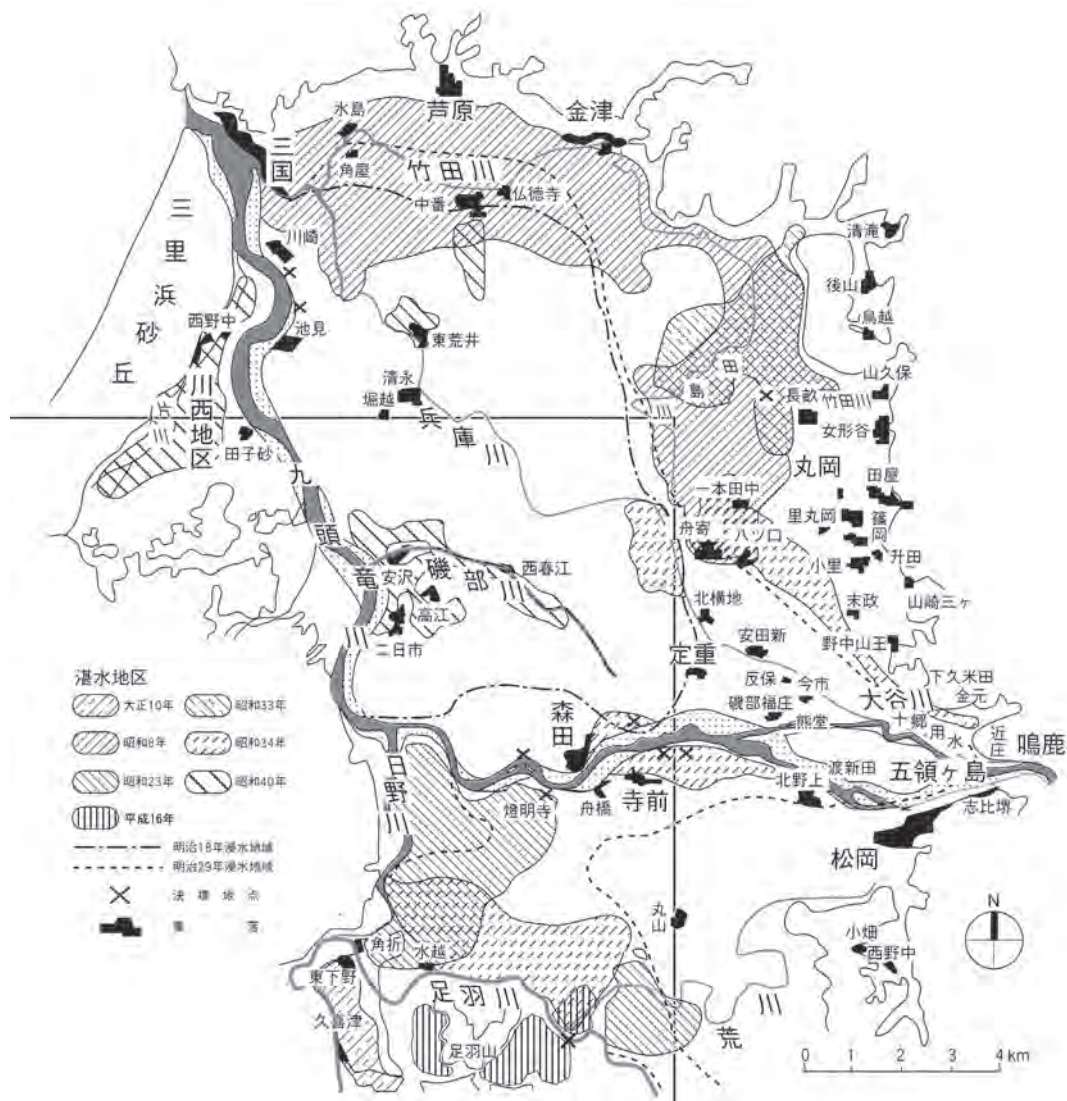 芦原
金津
氷島
三国
角屋
竹田川
仏徳寺
中番
三里浜砂丘
川崎
清滝
後山
鳥越
西野中
池見
東荒井
田島川
山久保
清永
堀越
兵庫川
長畝
竹田川
女形谷
川西地区
片川
田子砂
丸岡
九頭竜川
一本田中
田屋
里丸岡
篠岡
舟寄
八ツ口
升田
小里
安沢
磯部川
西春江
山崎三ヶ
北横地
末政
高江
安田新
野中山王
二日市
定重
下久米田
反保
今市
大谷川
金元
湛水地区
大正10年
昭和33年
昭和8年
昭和34年
昭和23年
昭和40年
平成16年
明治18年浸水地域
明治29年浸水地域
決壊地点
集落
森田
磯部福庄
熊堂
十郷用水
近庄
鳴鹿
日野川
渡新田
五領ヶ島
北野上
燈明寺
舟橋
寺前
志比堺
松岡
丸山
N
小畑
西野中
角折
水越
東下野
足羽川
久喜津
足羽山
荒川
0 1 2 3 4 km